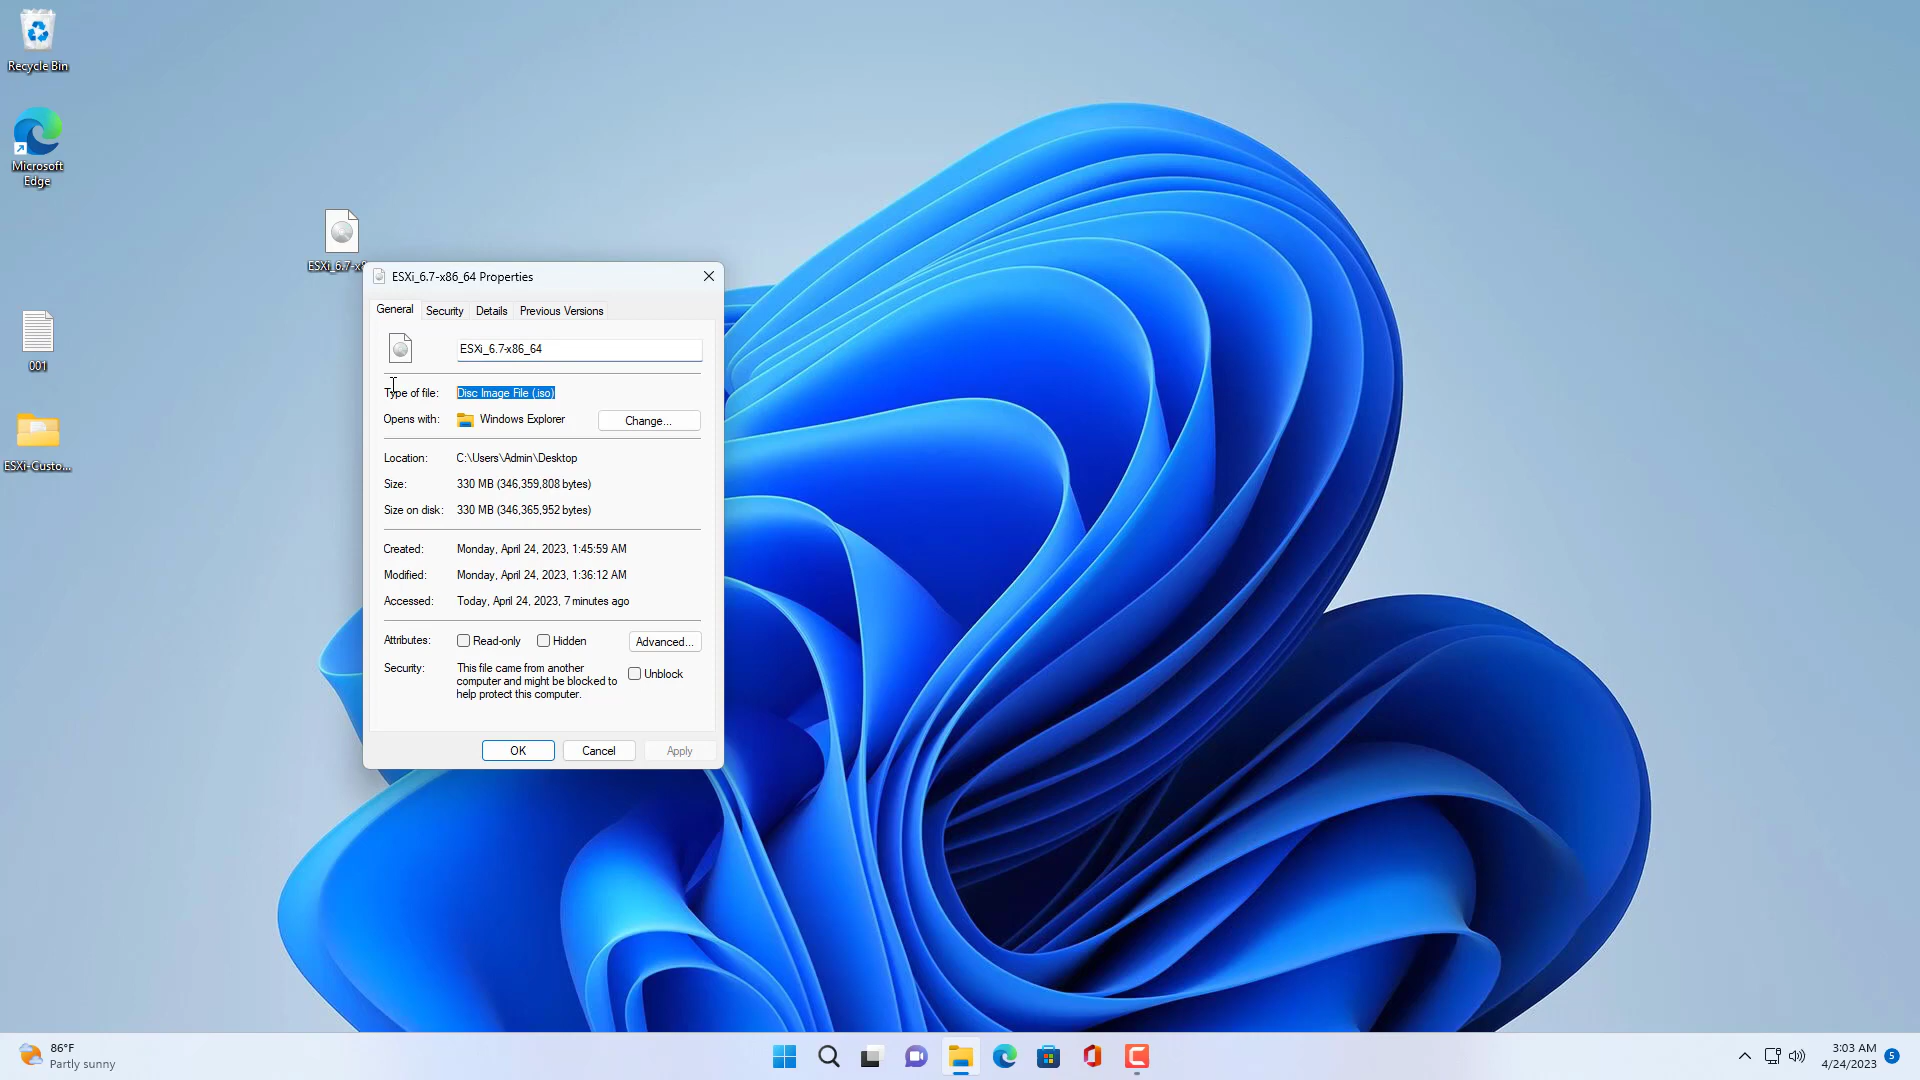 Recycle Bin
Microsoft
Edge
ESXi_6.7-x8
001
ESXi-Custo...
ESXi_6.7-x86_64 Properties
General Security Details Previous Versions
ESXi_6.7-x86_64
Type of file: Disc Image File (.iso)
Opens with: Windows Explorer Change...
Location: C:\Users\Admin\Desktop
Size: 330 MB (346,359,808 bytes)
Size on disk: 330 MB (346,365,952 bytes)
Created: Monday, April 24, 2023, 1:45:59 AM
Modified: Monday, April 24, 2023, 1:36:12 AM
Accessed: Today, April 24, 2023, 7 minutes ago
Attributes: Read-only Hidden Advanced...
Security: This file came from another
computer and might be blocked to
help protect this computer.
Unblock
OK Cancel Apply
86°F
Partly sunny
3:03 AM
4/24/2023
5